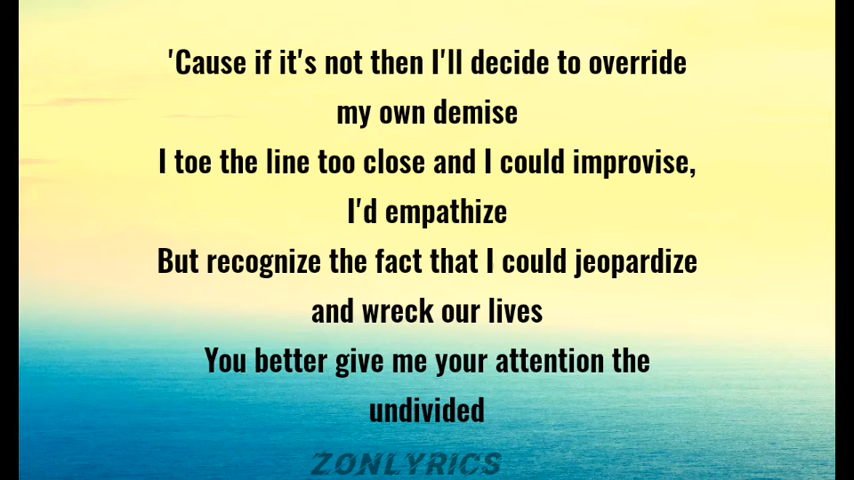 'Cause if it's not then I'll decide to override
my own demise
I toe the line too close and I could improvise,
I'd empathize
But recognize the fact that I could jeopardize
and wreck our lives
You better give me your attention the
undivided
ZONLYRICS